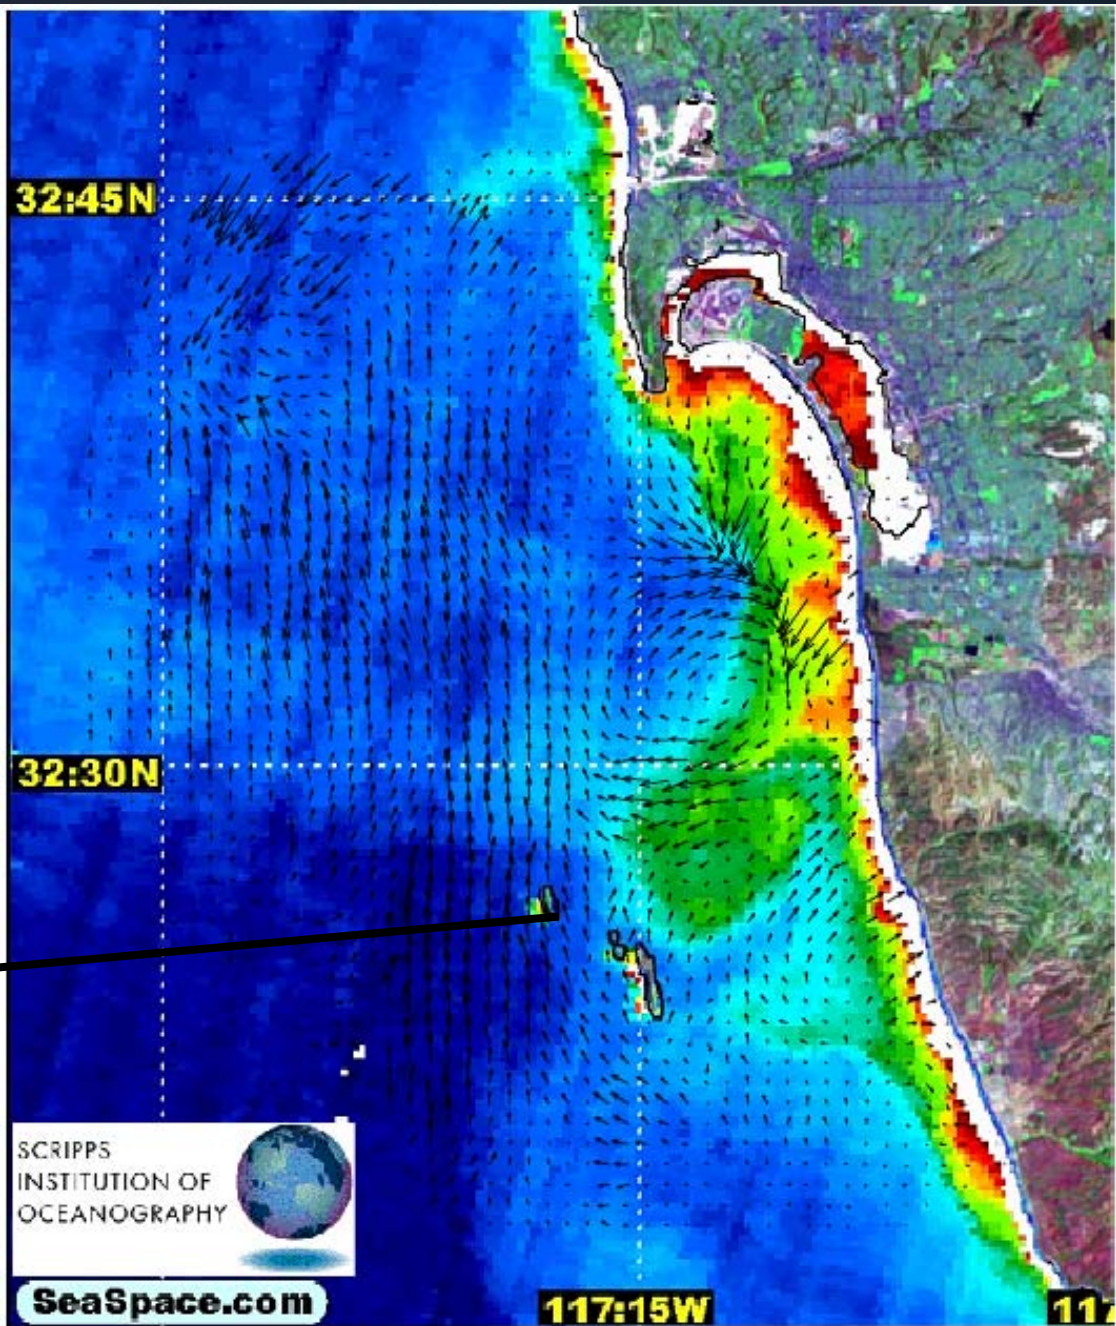 32:45N
32:30N
SCRIPPS
INSTITUTION OF
OCEANOGRAPHY
SeaSpace.com
117:15W